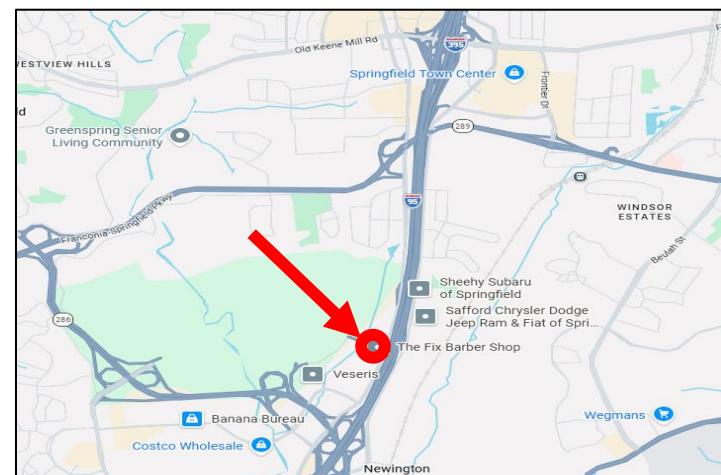 Old Keene Mill Rd
395
WESTVIEW HILLS
Springfield Town Center
Frontier Dr
ld
Greenspring Senior
Living Community
289
95
WINDSOR
ESTATES
Franconia-Springfield Pkwy
Beulah St
Sheehy Subaru
of Springfield
Safford Chrysler Dodge
Jeep Ram & Fiat of Spri...
286
The Fix Barber Shop
Veseris
Banana Bureau
Wegmans
Costco Wholesale
Newington